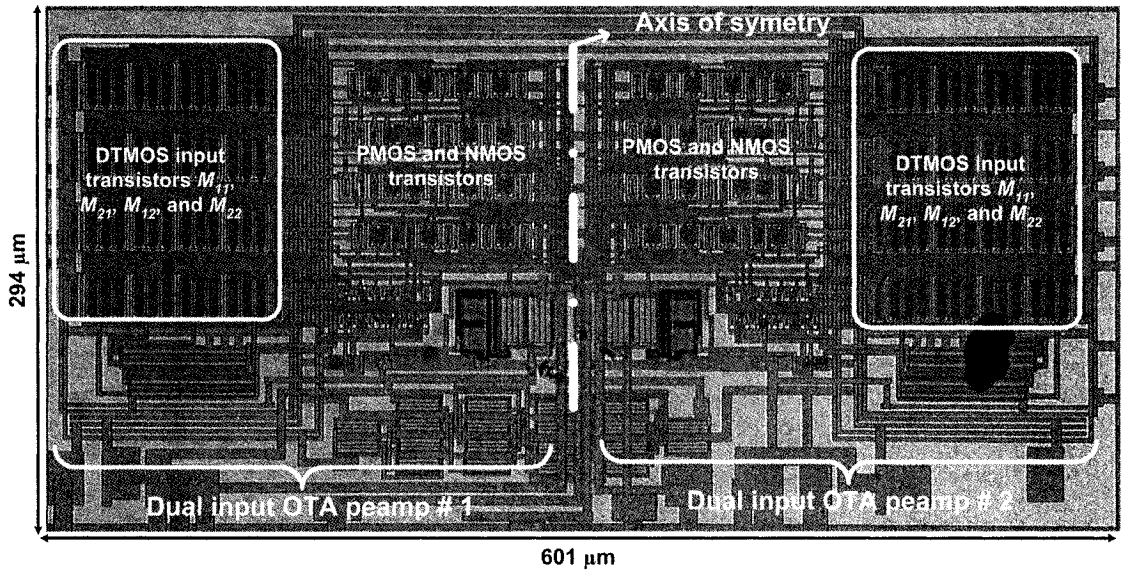 Axis of symetry
DTMOS input
transistors M11,
M21, M12, and M22
PMOS and NMOS
transistors
PMOS and NMOS
transistors
DTMOS Input
transistors M11,
M21, M12, and M22
294 µm
Dual input OTA peamp # 1
Dual input OTA peamp # 2
601 µm